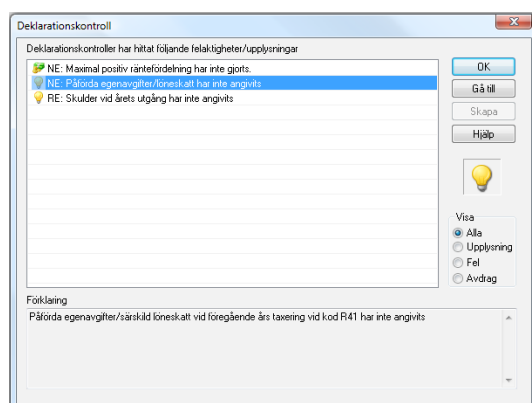 Deklarationskontroll
Deklarationskontroller har hittat följande felaktigheter/upplysningar
NE: Maximal positiv räntefördelning har inte gjorts.
NE: Påförda egenavgifter/löneskatt har inte angivits
RE: Skulder vid årets utgång har inte angivits
OK
Gå till
Skapa
Hjälp
Visa
Alla
Upplysning
Fel
Avdrag
Förklaring
Påförda egenavgifter/särskild löneskatt vid föregående års taxering vid kod R41 har inte angivits